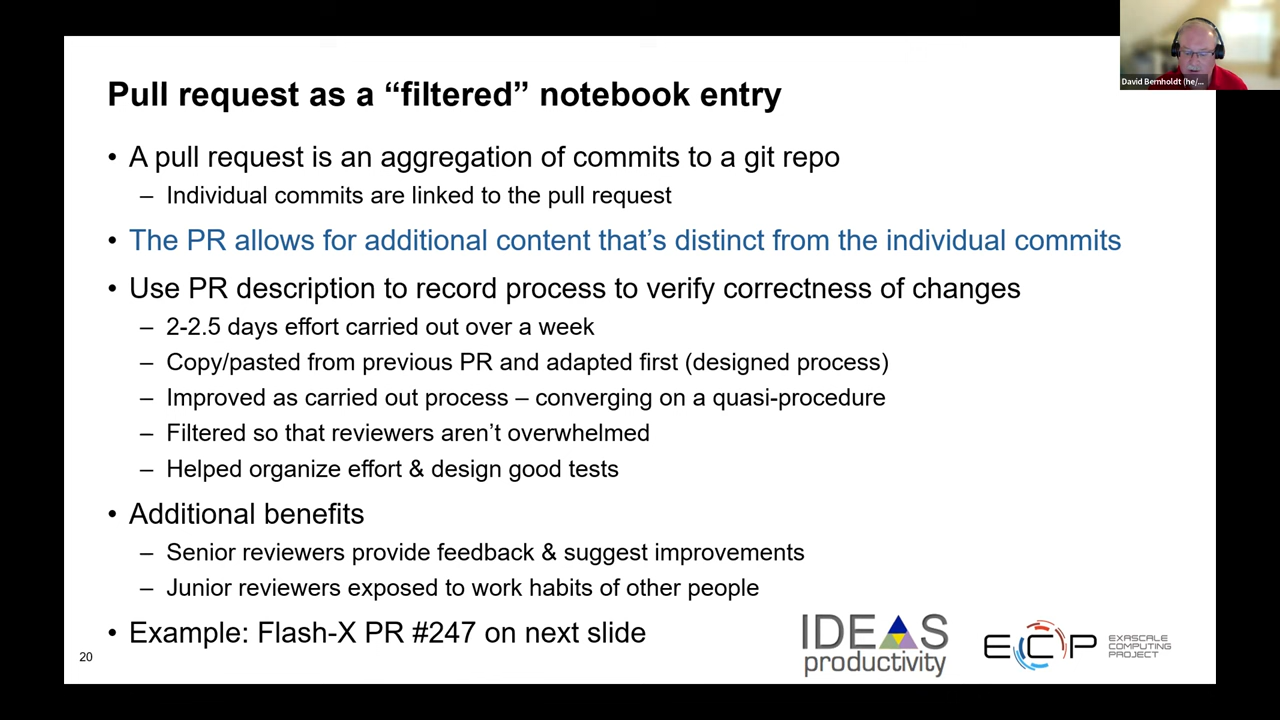 David Bernholdt (he/...
Pull request as a “filtered” notebook entry
• A pull request is an aggregation of commits to a git repo
– Individual commits are linked to the pull request
• The PR allows for additional content that’s distinct from the individual commits
• Use PR description to record process to verify correctness of changes
– 2-2.5 days effort carried out over a week
– Copy/pasted from previous PR and adapted first (designed process)
– Improved as carried out process – converging on a quasi-procedure
– Filtered so that reviewers aren’t overwhelmed
– Helped organize effort & design good tests
• Additional benefits
– Senior reviewers provide feedback & suggest improvements
– Junior reviewers exposed to work habits of other people
• Example: Flash-X PR #247 on next slide
20
IDEAS
productivity
ECP
EXASCALE
COMPUTING
PROJECT